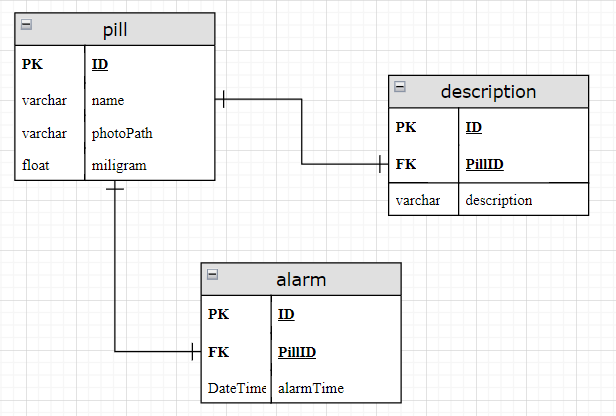 pill
PK ID
varchar name
varchar photoPath
float miligram
description
PK ID
FK PillID
varchar description
alarm
PK ID
FK PillID
DateTime alarmTime